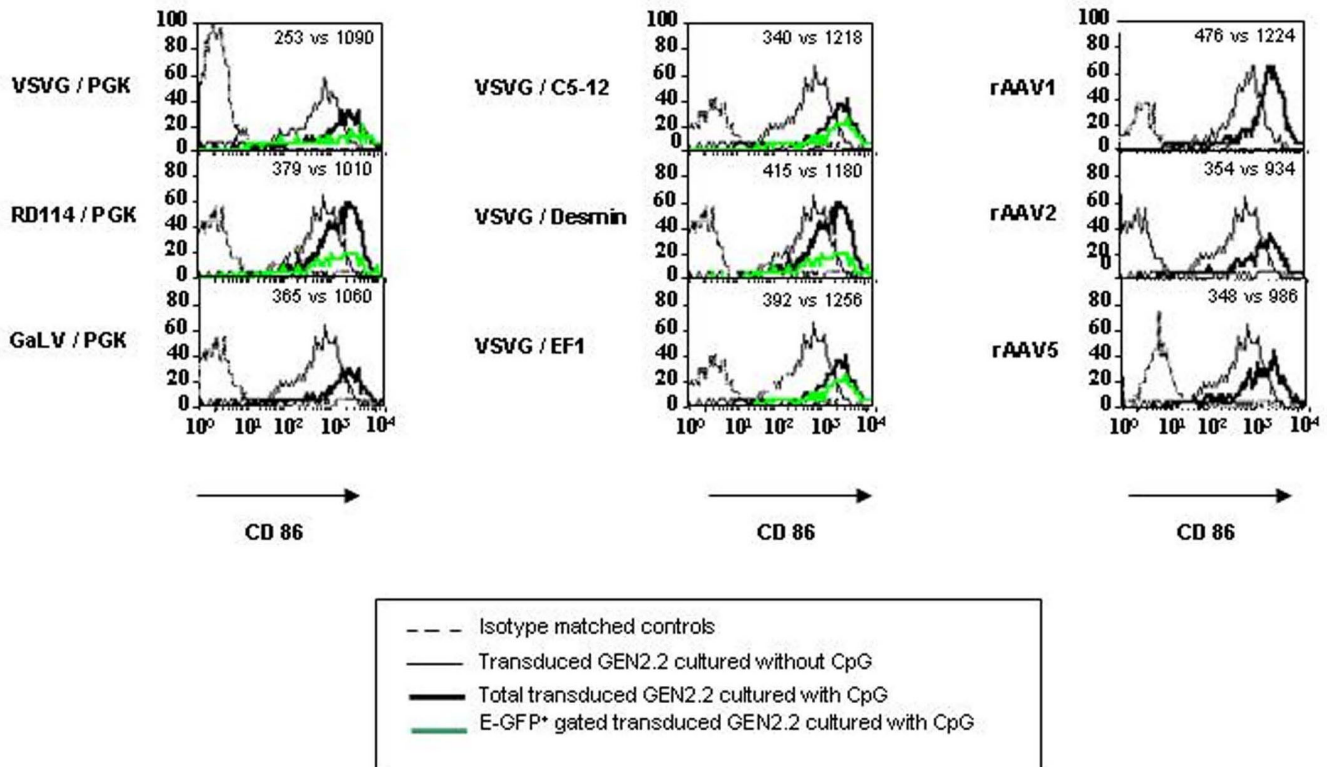 VSVG / PGK
100
80
60
40
20
0
253 vs 1090
RD114 / PGK
80
60
40
20
0
379 vs 1010
GaLV / PGK
80
60
40
20
0
365 vs 1060
10⁰ 10¹ 10² 10³ 10⁴
CD 86
VSVG / C5-12
100
80
60
40
20
0
340 vs 1218
VSVG / Desmin
80
60
40
20
0
415 vs 1180
VSVG / EF1
80
60
40
20
0
392 vs 1256
10⁰ 10¹ 10² 10³ 10⁴
CD 86
rAAV1
100
80
60
40
20
0
476 vs 1224
rAAV2
80
60
40
20
0
354 vs 934
rAAV5
80
60
40
20
0
348 vs 986
10⁰ 10¹ 10² 10³ 10⁴
CD 86
Isotype matched controls
Transduced GEN2.2 cultured without CpG
Total transduced GEN2.2 cultured with CpG
E-GFP⁺ gated transduced GEN2.2 cultured with CpG